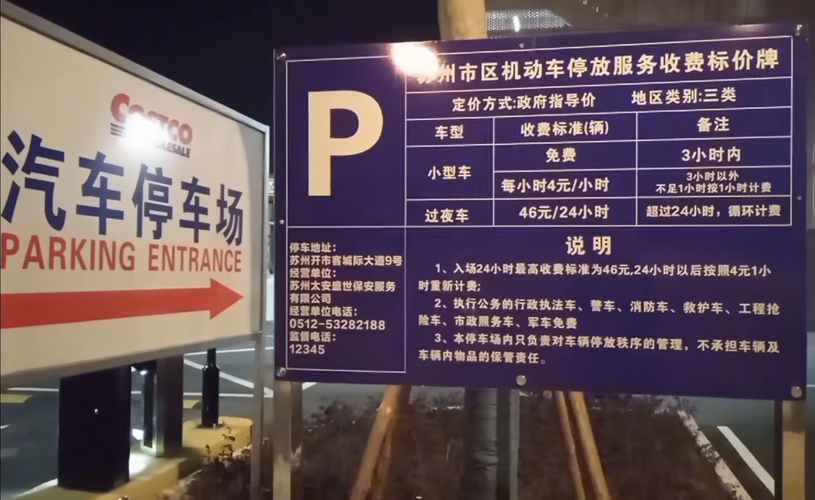 COSTCO
WHOLESALE
汽车停车场
PARKING ENTRANCE
P
苏州市区机动车停放服务收费标价牌
定价方式:政府指导价 地区类别:三类
车型 收费标准(辆) 备注
小型车 免费 3小时内
每小时4元/小时 3小时以外
不足1小时按1小时计费
过夜车 46元/24小时 超过24小时，循环计费
停车地址:
苏州开市客城际大道9号
经营单位:
苏州太安盛世保安服务
有限公司
经营单位电话:
0512-53282188
监督电话:
12345
说明
1、入场24小时最高收费标准为46元,24小时以后按照4元1小
时重新计费;
2、执行公务的行政执法车、警车、消防车、救护车、工程抢
险车、市政照务车、军车免费
3、本停车场内只负责对车辆停放秩序的管理，不承担车辆及
车辆内物品的保管责任。